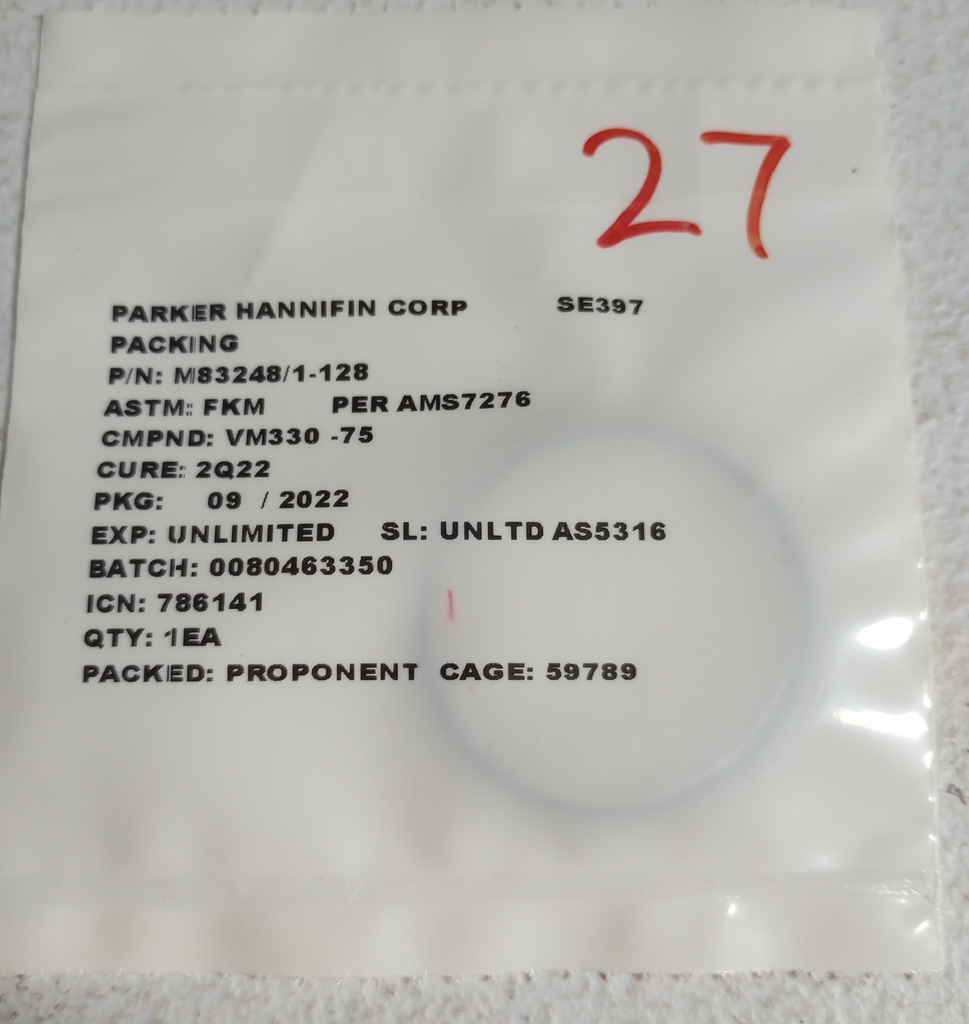 27
PARKER HANNIFIN CORP SE397
PACKING
P/N: M83248/1-128
ASTM: FKM PER AMS7276
CMPND: VM330 -75
CURE: 2Q22
PKG: 09 / 2022
EXP: UNLIMITED SL: UNLTD AS5316
BATCH: 0080463350
ICN: 786141
QTY: 1EA
PACKED: PROPONENT CAGE: 59789